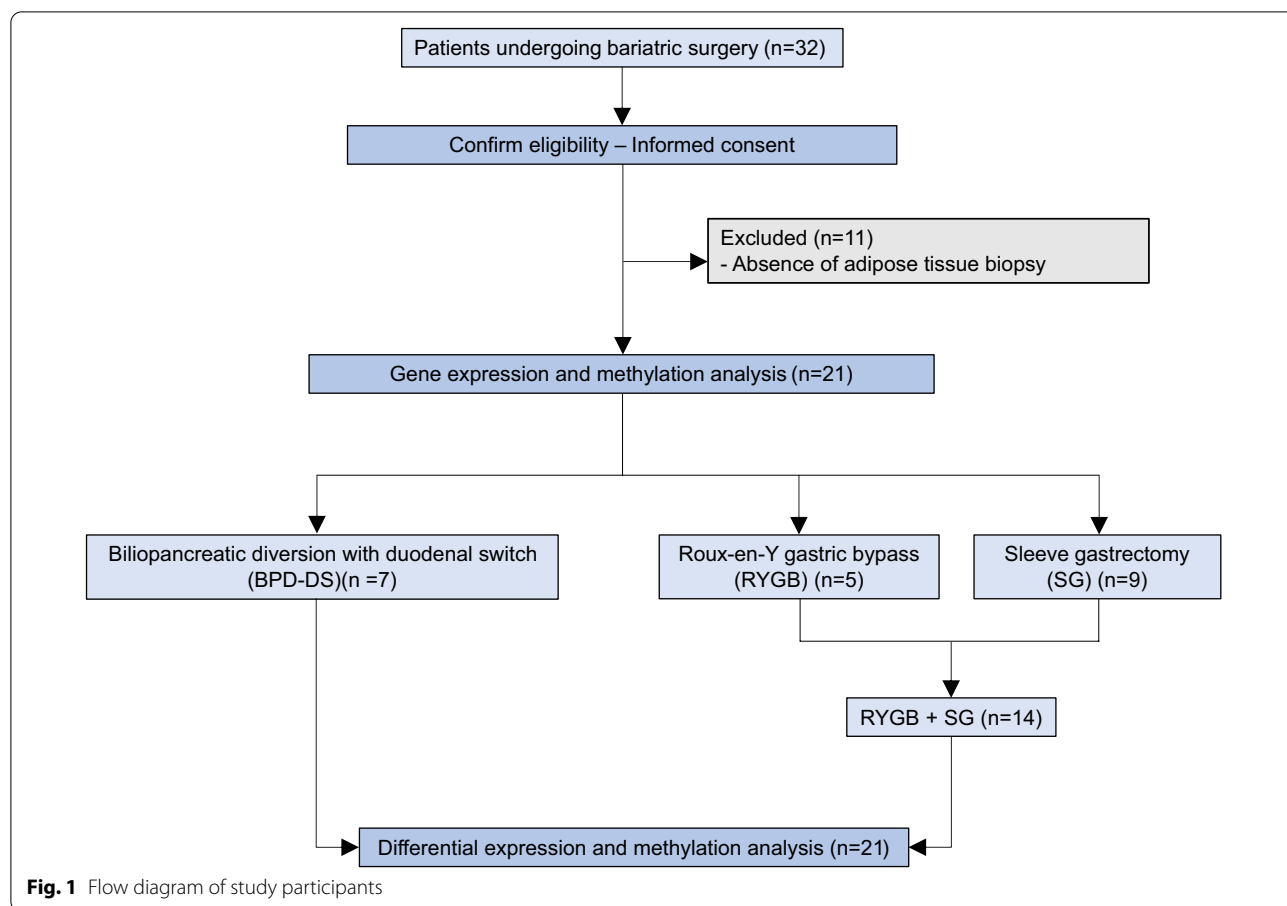 Patients undergoing bariatric surgery (n=32)
Confirm eligibility – Informed consent
Excluded (n=11)
- Absence of adipose tissue biopsy
Gene expression and methylation analysis (n=21)
Biliopancreatic diversion with duodenal switch
(BPD-DS)(n =7)
Roux-en-Y gastric bypass
(RYGB) (n=5)
Sleeve gastrectomy
(SG) (n=9)
RYGB + SG (n=14)
Differential expression and methylation analysis (n=21)
Fig. 1 Flow diagram of study participants